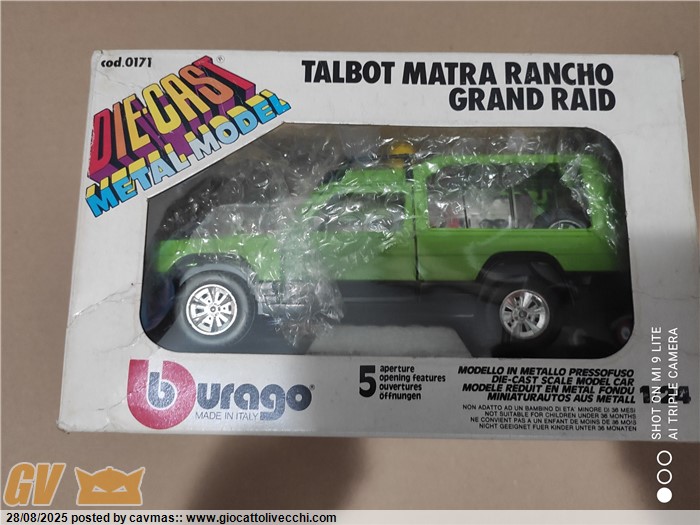 cod.0171
DIE-CAST
METAL MODEL
TALBOT MATRA RANCHO
GRAND RAID
burago
MADE IN ITALY
5 aperture
opening features
ouvertures
öffnungen
MODELLO IN METALLO PRESSOFUSO
DIE-CAST SCALE MODEL CAR
MODELE REDUIT EN METAL FONDU
MINIATURAUTOS AUS METALL
1:24
NON ADATTO AD UN BAMBINO DI ETA' MINORE DI 36 MESI
NOT SUITABLE FOR CHILDREN UNDER 36 MONTHS
NE CONVIENT PAS A UN ENFANT DE MOINS DE 36 MOIS
NICHT GEEIGNET FUER KINDER UNTER 36 MONATEN
SHOT ON MI 9 LITE
AI TRIPLE CAMERA
GV
28/08/2025 posted by cavmas:: www.giocattolivecchi.com